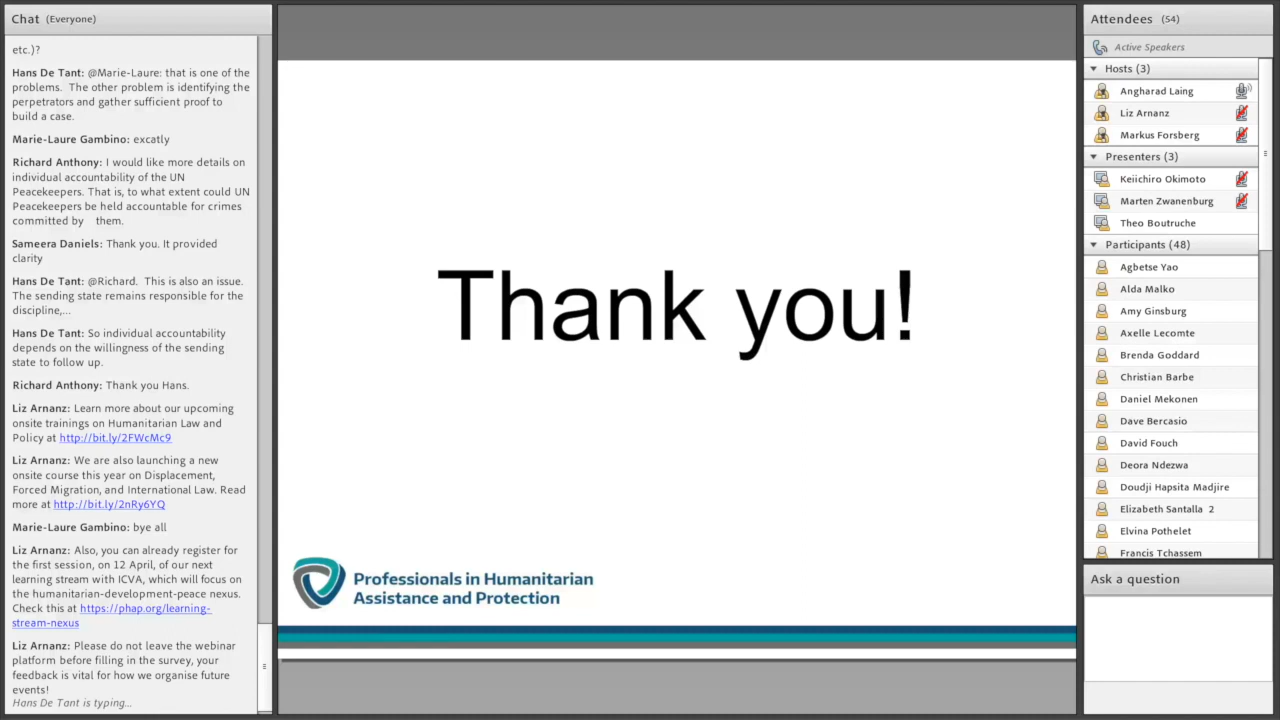 Chat (Everyone)
etc.)?
Hans De Tant: @Marie-Laure: that is one of the
problems. The other problem is identifying the
perpetrators and gather sufficient proof to
build a case.
Marie-Laure Gambino: excatly
Richard Anthony: I would like more details on
individual accountability of the UN
Peacekeepers. That is, to what extent could UN
Peacekeepers be held accountable for crimes
committed by them.
Sameera Daniels: Thank you. It provided
clarity
Hans De Tant: @Richard. This is also an issue.
The sending state remains responsible for the
discipline,...
Hans De Tant: So individual accountability
depends on the willingness of the sending
state to follow up.
Richard Anthony: Thank you Hans.
Liz Arnanz: Learn more about our upcoming
onsite trainings on Humanitarian Law and
Policy at http://bit.ly/2FWcMc9
Liz Arnanz: We are also launching a new
onsite course this year on Displacement,
Forced Migration, and International Law. Read
more at http://bit.ly/2nRy6YQ
Marie-Laure Gambino: bye all
Liz Arnanz: Also, you can already register for
the first session, on 12 April, of our next
learning stream with ICVA, which will focus on
the humanitarian-development-peace nexus.
Check this at https://phap.org/learning-
stream-nexus
Liz Arnanz: Please do not leave the webinar
platform before filling in the survey, your
feedback is vital for how we organise future
events!
Hans De Tant is typing...
Thank you!
Professionals in Humanitarian
Assistance and Protection
Attendees (54)
Active Speakers
Hosts (3)
Angharad Laing
Liz Arnanz
Markus Forsberg
Presenters (3)
Keiichiro Okimoto
Marten Zwanenburg
Theo Boutruche
Participants (48)
Agbetse Yao
Alda Malko
Amy Ginsburg
Axelle Lecomte
Brenda Goddard
Christian Barbe
Daniel Mekonen
Dave Bercasio
David Fouch
Deora Ndezwa
Doudji Hapsita Madjire
Elizabeth Santalla 2
Elvina Pothelet
Francis Tchassem
Ask a question